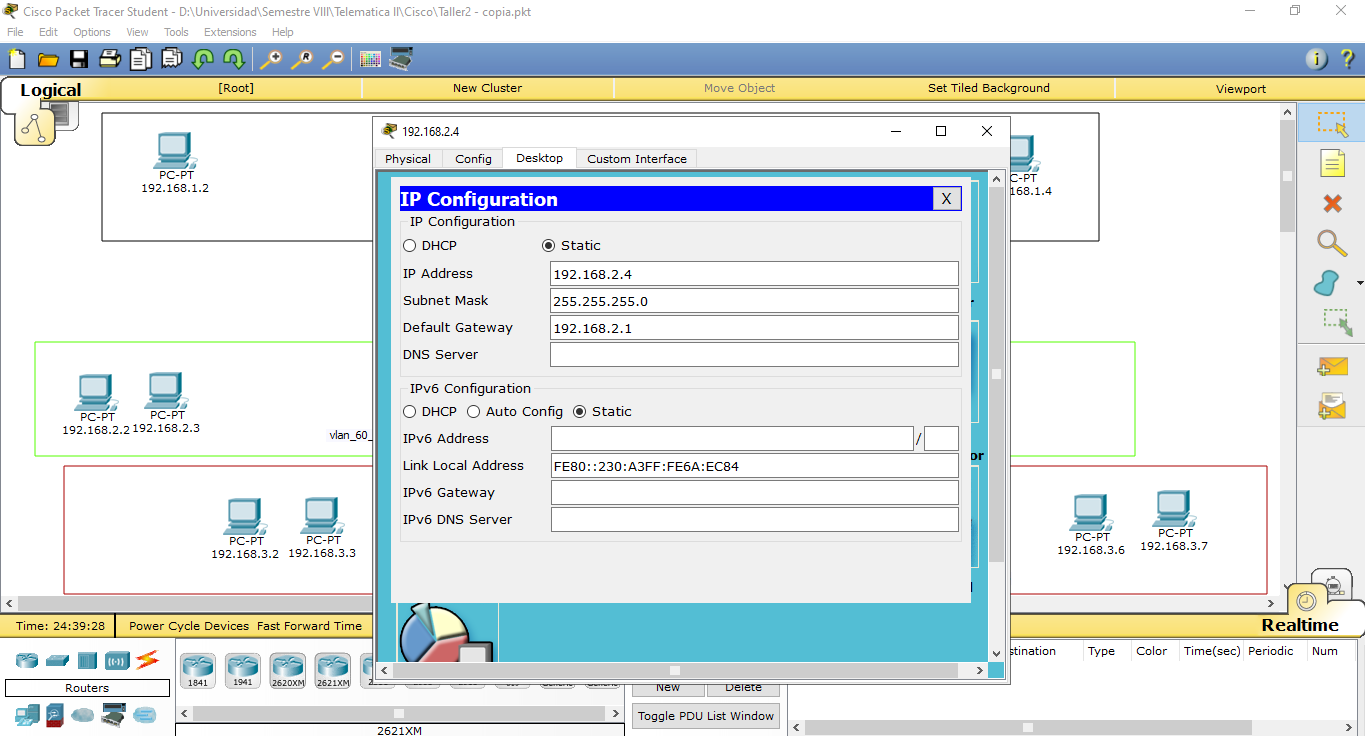 Cisco Packet Tracer Student - D:\Universidad\Semestre VIII\Telematica II\Cisco\Taller2 - copia.pkt
File Edit Options View Tools Extensions Help
Logical [Root] New Cluster Move Object Set Tiled Background Viewport
192.168.2.4
Physical Config Desktop Custom Interface
IP Configuration X
IP Configuration
DHCP Static
IP Address 192.168.2.4
Subnet Mask 255.255.255.0
Default Gateway 192.168.2.1
DNS Server
IPv6 Configuration
DHCP Auto Config Static
IPv6 Address /
Link Local Address FE80::230:A3FF:FE6A:EC84
IPv6 Gateway
IPv6 DNS Server
or
PC-PT
192.168.1.2
C-PT
68.1.4
PC-PT
192.168.2.2
PC-PT
192.168.2.3
vlan_60_
PC-PT
192.168.3.2
PC-PT
192.168.3.3
PC-PT
192.168.3.6
PC-PT
192.168.3.7
Time: 24:39:28 Power Cycle Devices Fast Forward Time Realtime
Routers
1841 1941 2620XM 2621XM
2621XM
New Delete
Toggle PDU List Window
stination Type Color Time(sec) Periodic Num